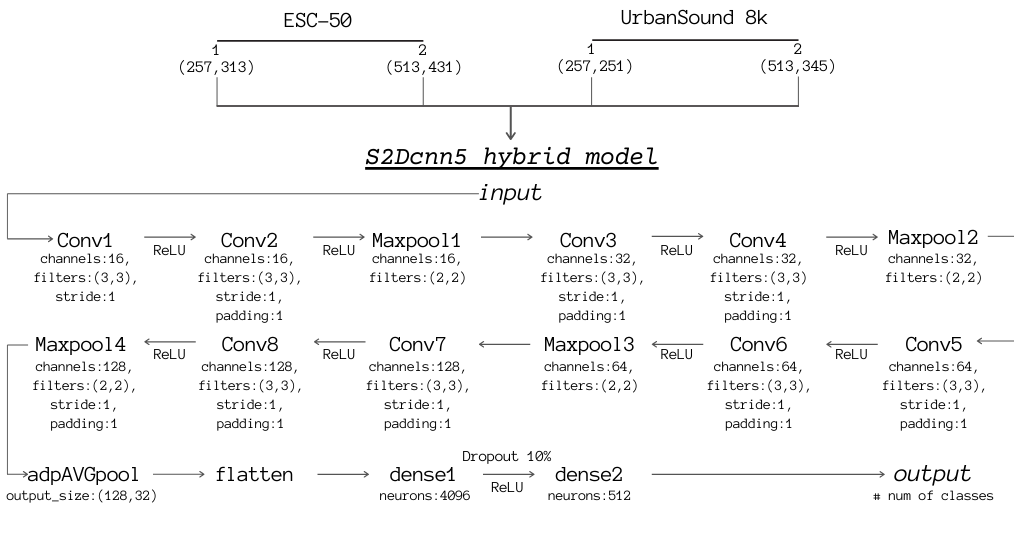 ESC-50 UrbanSound 8k
1 2 1 2
(257,313) (513,431) (257,251) (513,345)
S2Dcnn5 hybrid model
input
Conv1 ReLU Conv2 ReLU Maxpool1 Conv3 ReLU Conv4 ReLU Maxpool2
channels:16, channels:16, channels:16, channels:32, channels:32, channels:32,
filters:(3,3), filters:(3,3), filters:(2,2) filters:(3,3), filters:(3,3) filters:(2,2)
stride:1 stride:1, stride:1, stride:1,
padding:1 padding:1 padding:1
Maxpool4 ReLU Conv8 ReLU Conv7 Maxpool3 ReLU Conv6 ReLU Conv5
channels:128, channels:128, channels:128, channels:64, channels:64, channels:64,
filters:(2,2), filters:(3,3), filters:(3,3), filters:(2,2) filters:(3,3), filters:(3,3),
stride:1, stride:1, stride:1, stride:1, stride:1,
padding:1 padding:1 padding:1 padding:1 padding:1
Dropout 10%
adpAVGpool flatten dense1 ReLU dense2 output
output_size:(128,32) neurons:4096 neurons:512 # num of classes